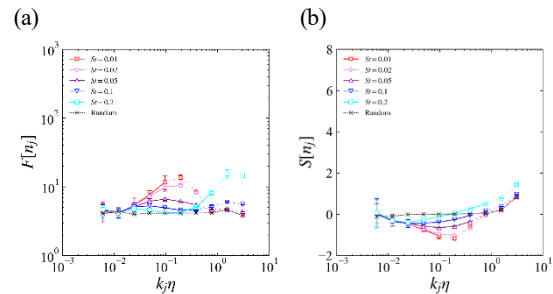 (a)
(b)
10³
10²
10¹
10⁰
F[nⱼ]
St = 0.01
St = 0.02
St = 0.05
St = 0.1
St = 0.2
Random
10⁻³ 10⁻² 10⁻¹ 10⁰ 10¹
kⱼη
8
6
4
2
0
−2
S[nⱼ]
St = 0.01
St = 0.02
St = 0.05
St = 0.1
St = 0.2
Random
10⁻³ 10⁻² 10⁻¹ 10⁰ 10¹
kⱼη